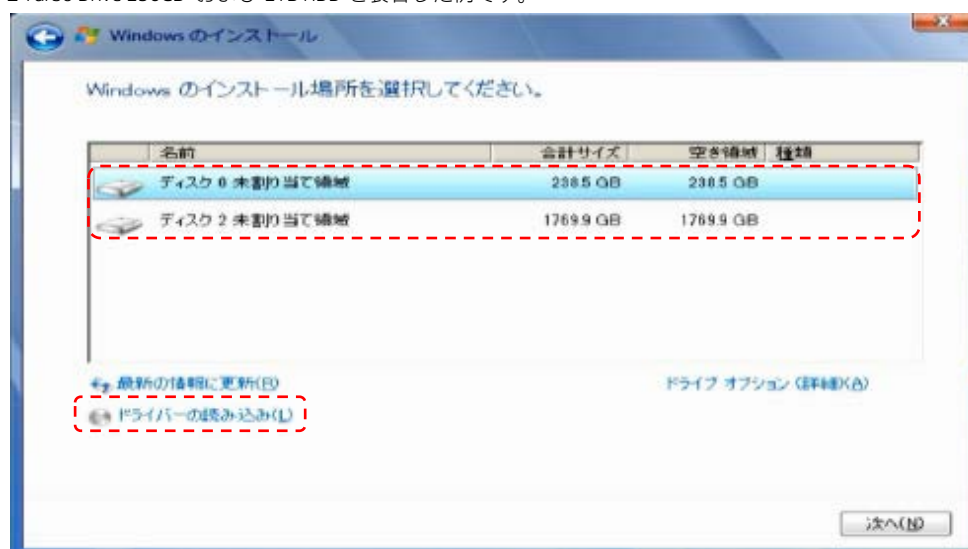 Windows のインストール
Windows のインストール場所を選択してください。
名前 合計サイズ 空き領域 種類
ディスク 0 未割り当て領域 238.5 GB 238.5 GB
ディスク 2 未割り当て領域 1769.9 GB 1769.9 GB
最新の情報に更新(R) ドライブ オプション (詳細)(A)
ドライバーの読み込み(L)
次へ(N)